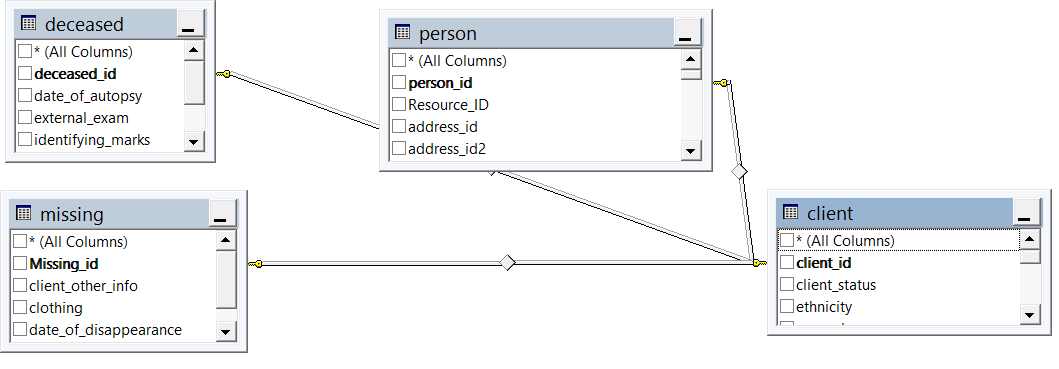 deceased
* (All Columns)
deceased_id
date_of_autopsy
external_exam
identifying_marks
person
* (All Columns)
person_id
Resource_ID
address_id
address_id2
missing
* (All Columns)
Missing_id
client_other_info
clothing
date_of_disappearance
client
* (All Columns)
client_id
client_status
ethnicity